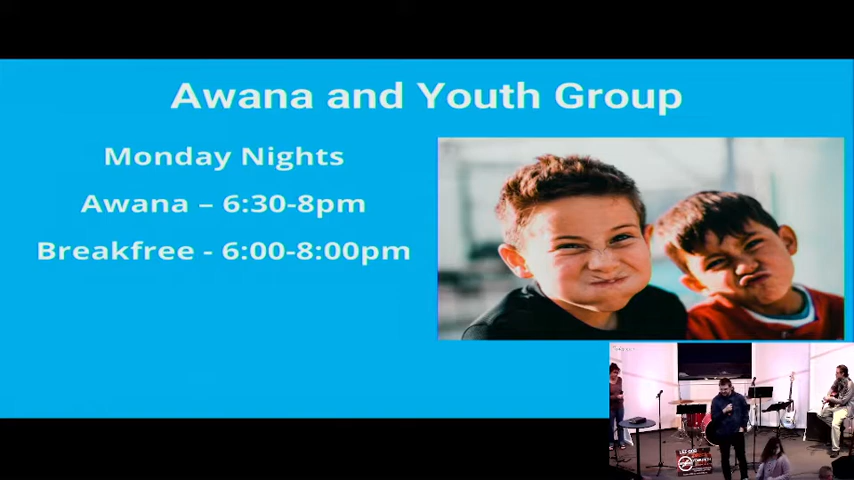 Awana and Youth Group
Monday Nights
Awana – 6:30-8pm
Breakfree - 6:00-8:00pm